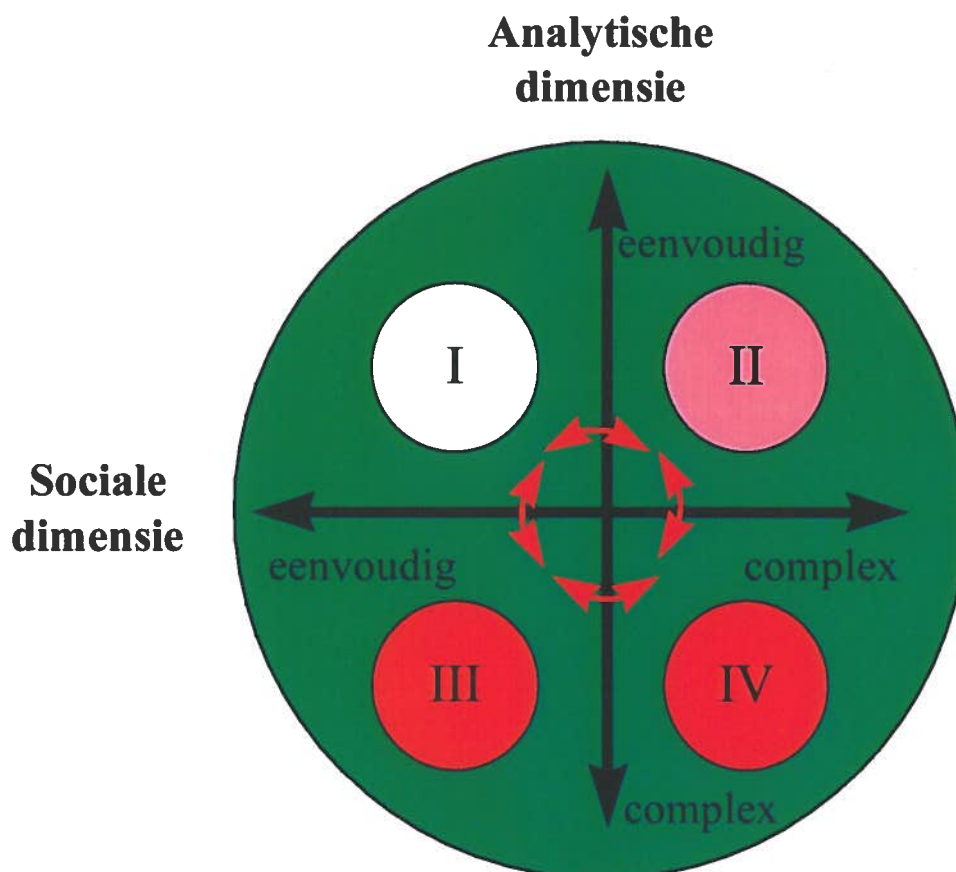 Analytische
dimensie
eenvoudig
I
II
Sociale
dimensie
eenvoudig
complex
III
IV
complex